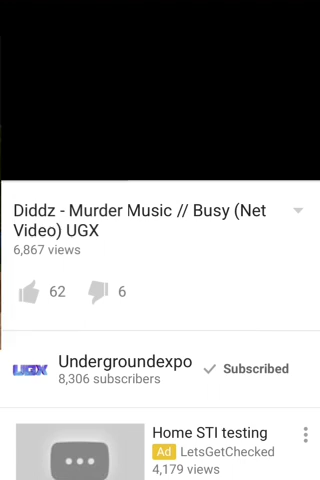 Diddz - Murder Music // Busy (Net
Video) UGX
6,867 views
62
6
UGX
Undergroundexpo
Subscribed
8,306 subscribers
Home STI testing
Ad LetsGetChecked
4,179 views